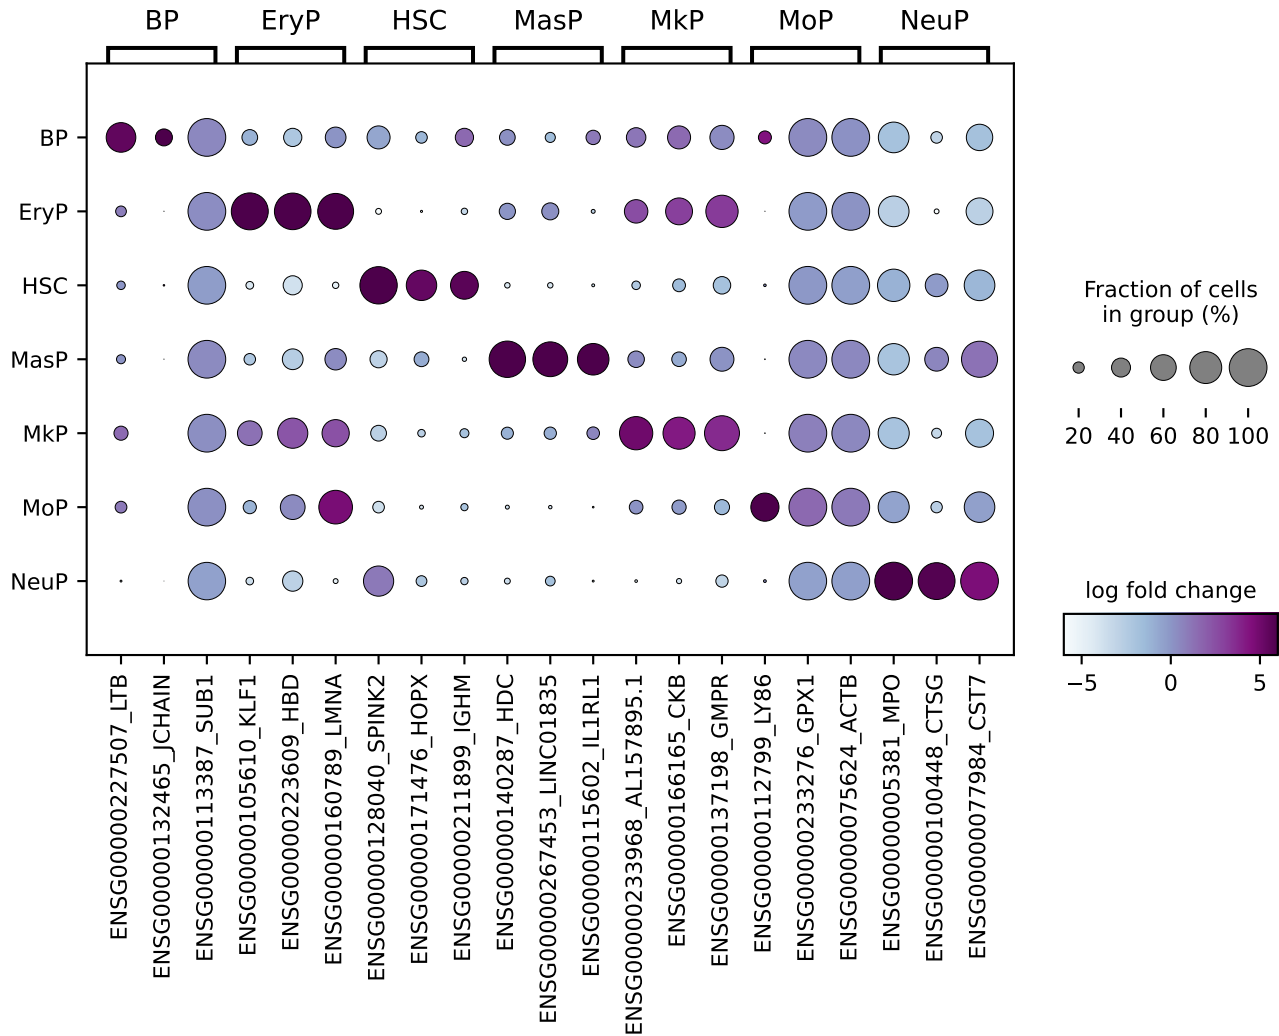 BP EryP HSC MasP MkP MoP NeuP
BP
EryP
HSC
MasP
MkP
MoP
NeuP
ENSG00000227507_LTB
ENSG00000132465_JCHAIN
ENSG00000113387_SUB1
ENSG00000105610_KLF1
ENSG00000223609_HBD
ENSG00000160789_LMNA
ENSG00000128040_SPINK2
ENSG00000171476_HOPX
ENSG00000211899_IGHM
ENSG00000140287_HDC
ENSG00000267453_LINC01835
ENSG00000115602_IL1RL1
ENSG00000233968_AL157895.1
ENSG00000166165_CKB
ENSG00000137198_GMPR
ENSG00000112799_LY86
ENSG00000233276_GPX1
ENSG00000075624_ACTB
ENSG00000005381_MPO
ENSG00000100448_CTSG
ENSG00000077984_CST7
Fraction of cells
in group (%)
20 40 60 80 100
log fold change
−5 0 5